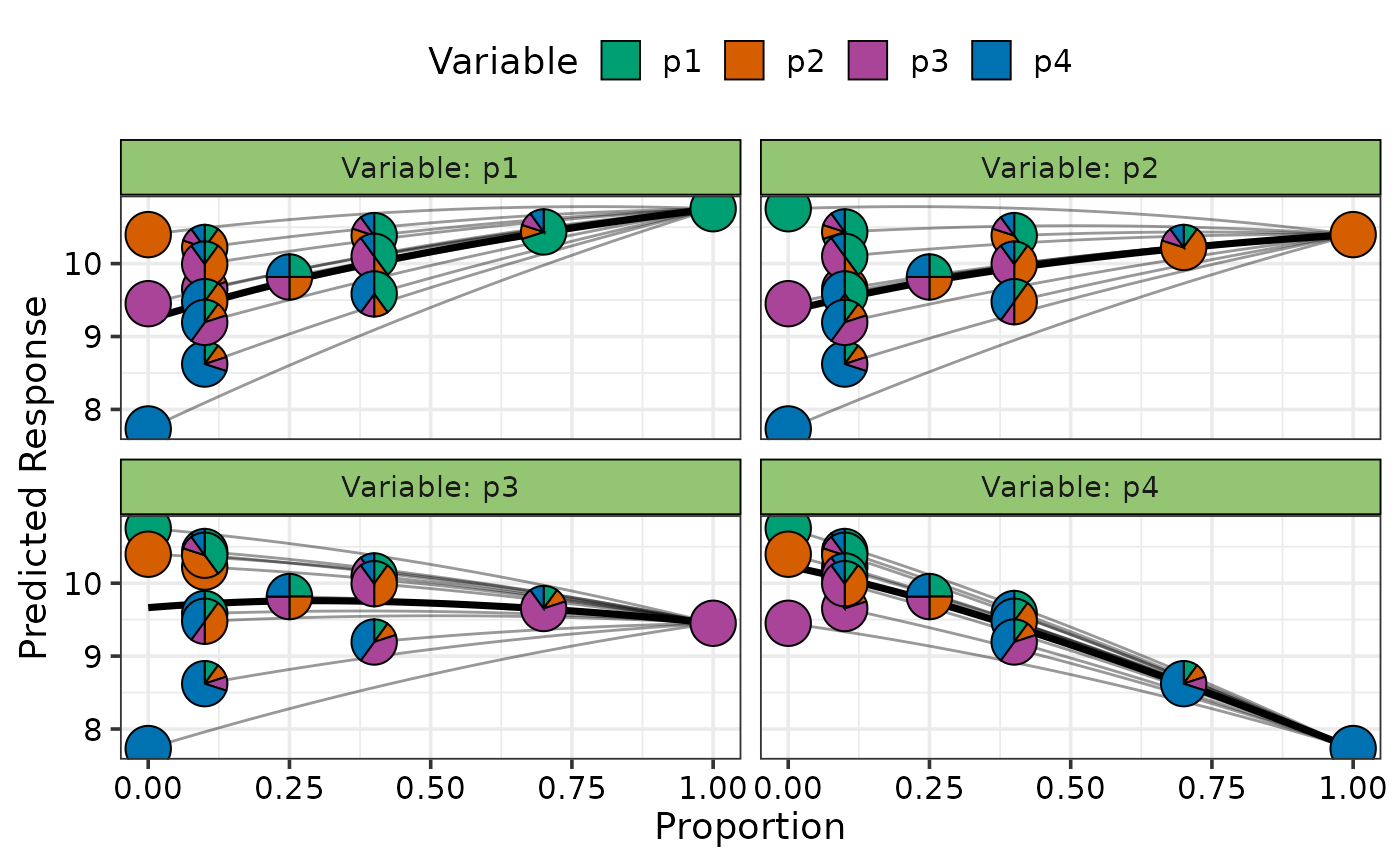 Variable p1 p2 p3 p4
Variable: p1 Variable: p2
10
9
8
Predicted Response
Variable: p3 Variable: p4
10
9
8
0.00 0.25 0.50 0.75 1.00 0.00 0.25 0.50 0.75 1.00
Proportion